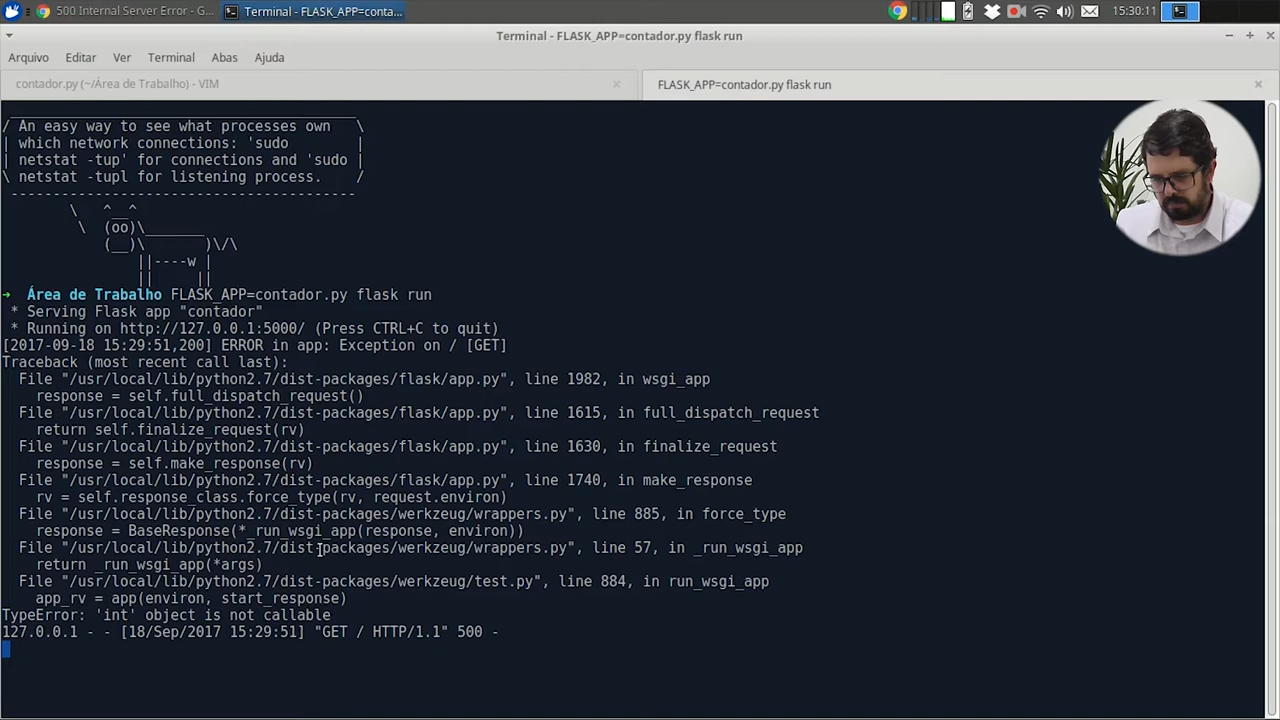 500 Internal Server Error - G...
Terminal - FLASK_APP=conta...
15:30:11
Terminal - FLASK_APP=contador.py flask run
Arquivo Editar Ver Terminal Abas Ajuda
contador.py (~/Área de Trabalho) - VIM
FLASK_APP=contador.py flask run
/ An easy way to see what processes own \
| which network connections: 'sudo |
| netstat -tup' for connections and 'sudo |
\ netstat -tupl for listening process. /
-----------------------------------------
\ ^__^
\ (oo)\_______
(__)\ )\/\
||----w |
|| ||
→ Área de Trabalho FLASK_APP=contador.py flask run
* Serving Flask app "contador"
* Running on http://127.0.0.1:5000/ (Press CTRL+C to quit)
[2017-09-18 15:29:51,200] ERROR in app: Exception on / [GET]
Traceback (most recent call last):
File "/usr/local/lib/python2.7/dist-packages/flask/app.py", line 1982, in wsgi_app
response = self.full_dispatch_request()
File "/usr/local/lib/python2.7/dist-packages/flask/app.py", line 1615, in full_dispatch_request
return self.finalize_request(rv)
File "/usr/local/lib/python2.7/dist-packages/flask/app.py", line 1630, in finalize_request
response = self.make_response(rv)
File "/usr/local/lib/python2.7/dist-packages/flask/app.py", line 1740, in make_response
rv = self.response_class.force_type(rv, request.environ)
File "/usr/local/lib/python2.7/dist-packages/werkzeug/wrappers.py", line 885, in force_type
response = BaseResponse(*_run_wsgi_app(response, environ))
File "/usr/local/lib/python2.7/dist-packages/werkzeug/wrappers.py", line 57, in _run_wsgi_app
return _run_wsgi_app(*args)
File "/usr/local/lib/python2.7/dist-packages/werkzeug/test.py", line 884, in run_wsgi_app
app_rv = app(environ, start_response)
TypeError: 'int' object is not callable
127.0.0.1 - - [18/Sep/2017 15:29:51] "GET / HTTP/1.1" 500 -